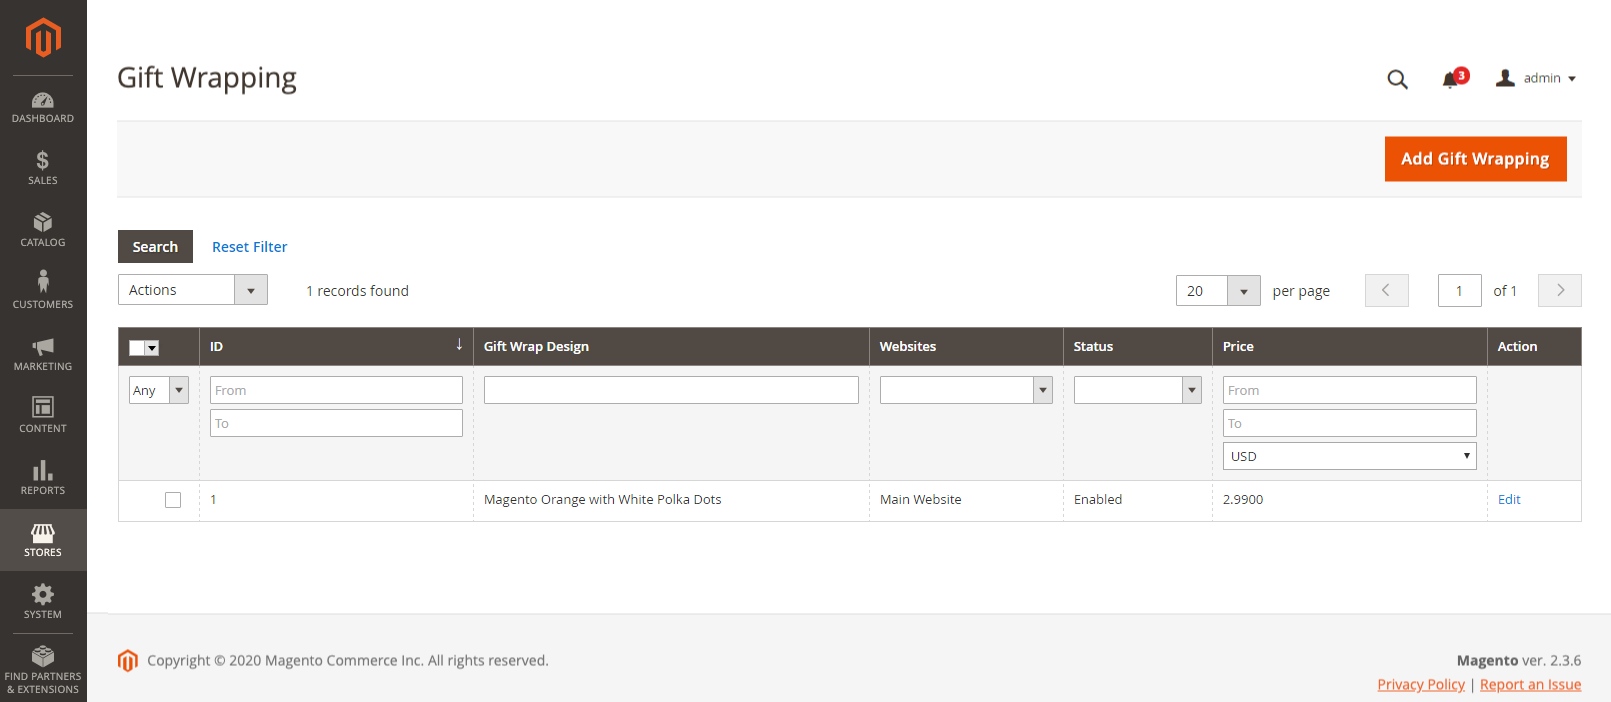 Gift Wrapping
3
admin
Add Gift Wrapping
DASHBOARD
SALES
CATALOG
CUSTOMERS
MARKETING
CONTENT
REPORTS
STORES
SYSTEM
FIND PARTNERS
& EXTENSIONS
Search Reset Filter
Actions 1 records found 20 per page 1 of 1
ID Gift Wrap Design Websites Status Price Action
Any From From
To To
USD
1 Magento Orange with White Polka Dots Main Website Enabled 2.9900 Edit
Copyright © 2020 Magento Commerce Inc. All rights reserved. Magento ver. 2.3.6
Privacy Policy | Report an Issue